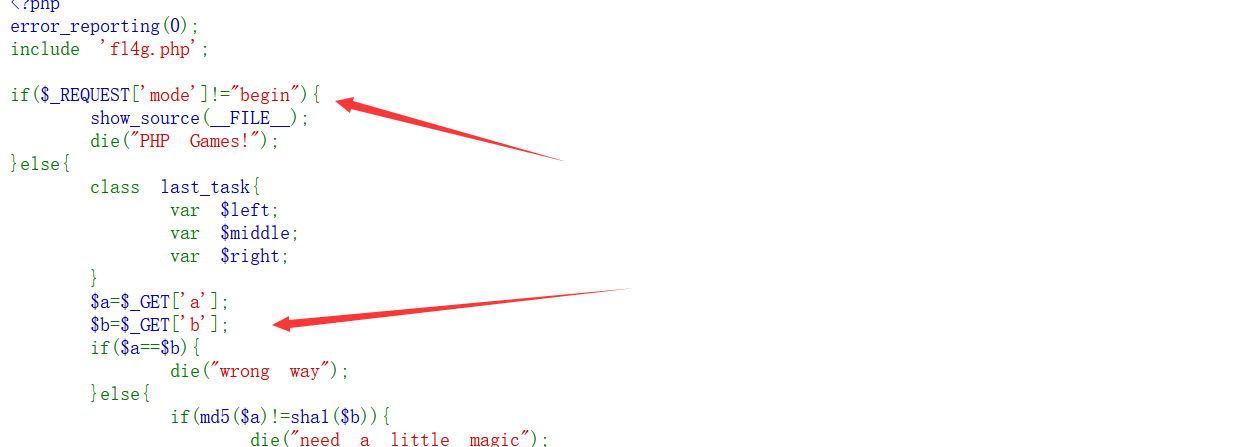 <?php
error_reporting(0);
include 'fl4g.php';
if($_REQUEST['mode']!="begin"){
show_source(__FILE__);
die("PHP Games!");
}else{
class last_task{
var $left;
var $middle;
var $right;
}
$a=$_GET['a'];
$b=$_GET['b'];
if($a==$b){
die("wrong way");
}else{
if(md5($a)!=sha1($b)){
die("need a little magic");